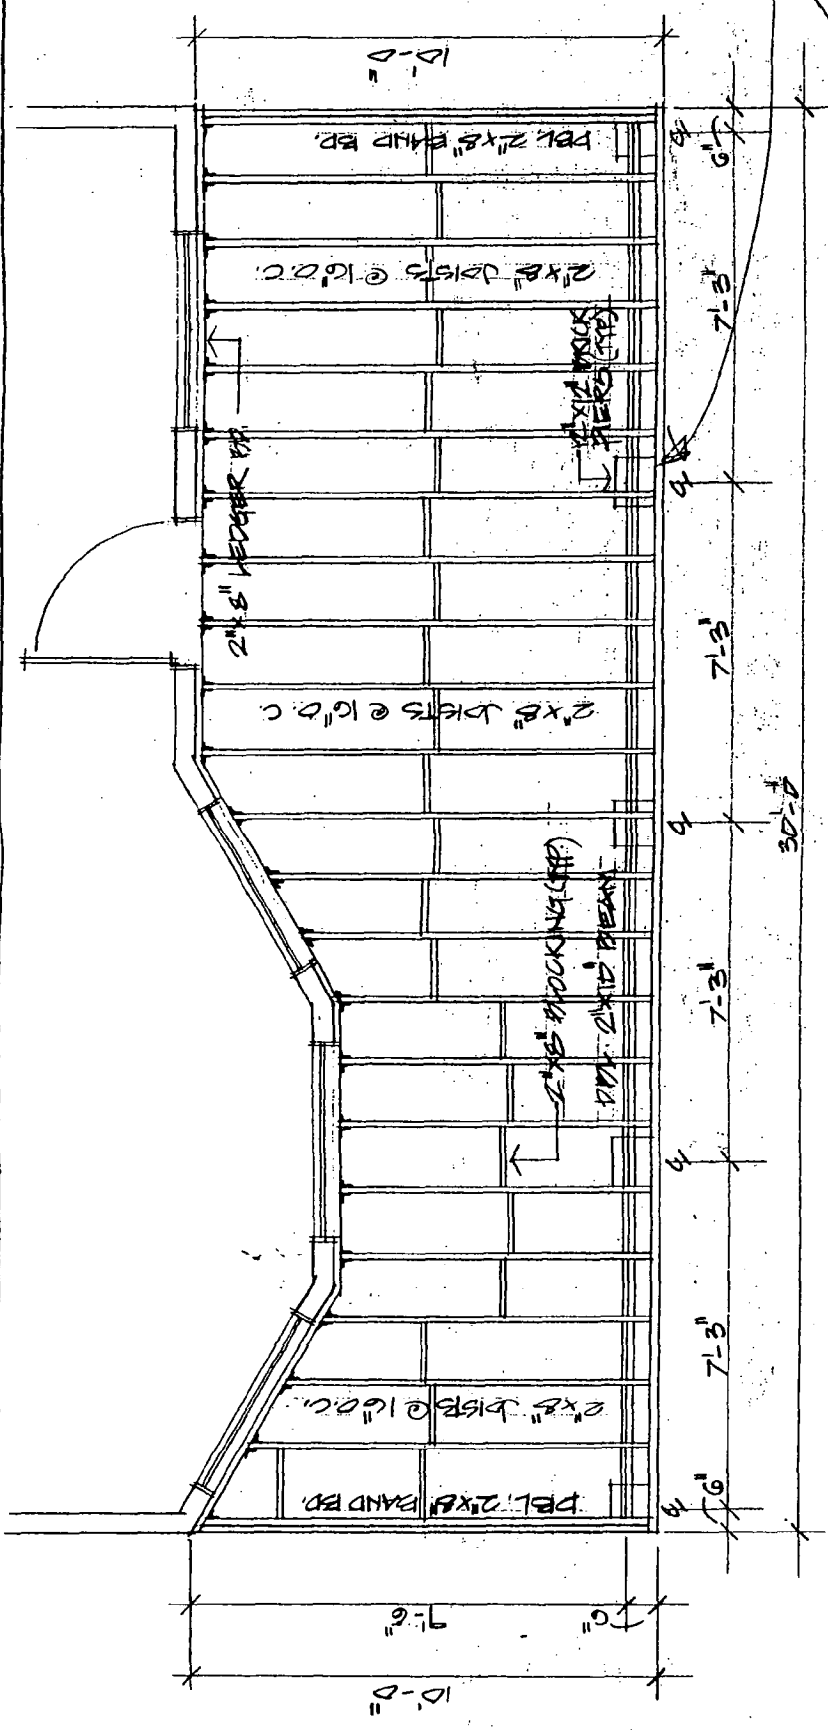 10'-0"
DBL 2"x8" BAND BD.
6"
2"x8" JOISTS @ 16" O.C.
7'-3"
12"x12" BRICK
PIERS (TYP)
2"x8" LEDGER BD.
7'-3"
2"x8" JOISTS @ 16" O.C.
30'-0"
2"x8" BLOCKING (TYP)
DBL. 2"x10" BEAM
7'-3"
7'-3"
2"x8" JOISTS @ 16" O.C.
DBL. 2"x8" BAND BD.
6"
9'-6"
6"
10'-0"